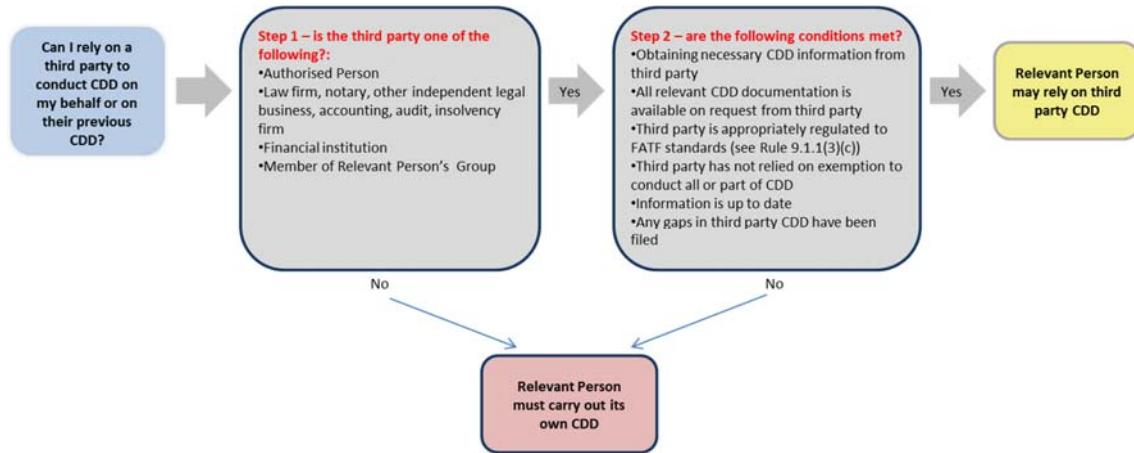 Can I rely on a
third party to
conduct CDD on
my behalf or on
their previous
CDD?
Step 1 – is the third party one of the
following?:
•Authorised Person
•Law firm, notary, other independent legal
business, accounting, audit, insolvency
firm
•Financial institution
•Member of Relevant Person's Group
Yes
Step 2 – are the following conditions met?
•Obtaining necessary CDD information from
third party
•All relevant CDD documentation is
available on request from third party
•Third party is appropriately regulated to
FATF standards (see Rule 9.1.1(3)(c))
•Third party has not relied on exemption to
conduct all or part of CDD
•Information is up to date
•Any gaps in third party CDD have been
filed
Yes
Relevant Person
may rely on third
party CDD
No
No
Relevant Person
must carry out its
own CDD